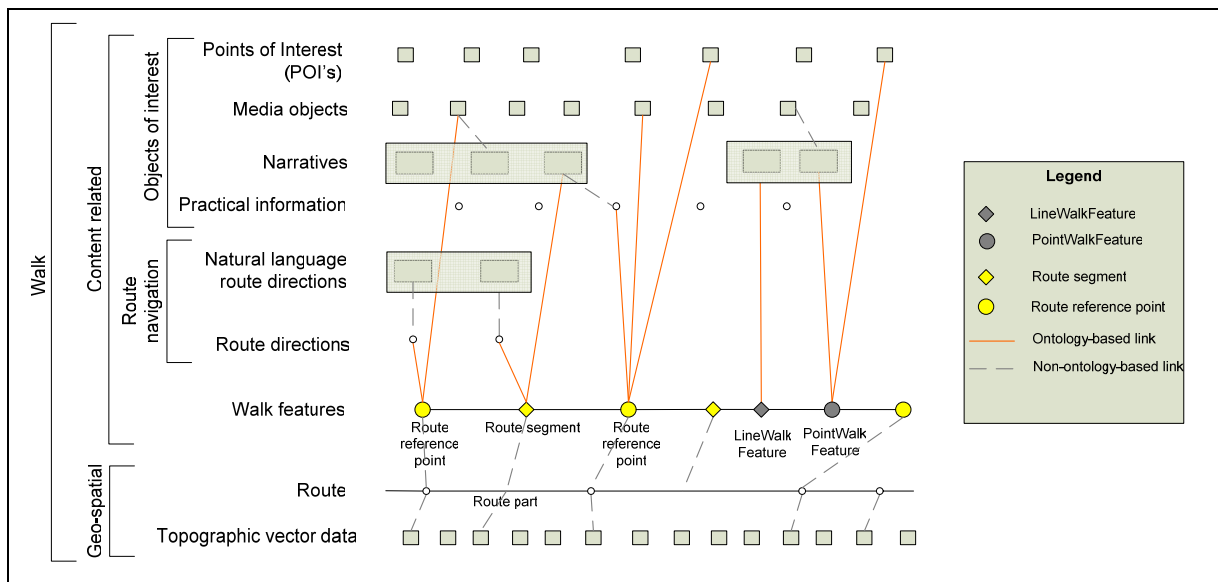 Walk
Content related
Objects of interest
Points of Interest
(POI's)
Media objects
Narratives
Practical information
Route
navigation
Natural language
route directions
Route directions
Walk features
Route
reference
point
Route segment
Route
reference
point
LineWalk
Feature
PointWalk
Feature
Geo-spatial
Route
Route part
Topographic vector data
Legend
LineWalkFeature
PointWalkFeature
Route segment
Route reference point
Ontology-based link
Non-ontology-based link